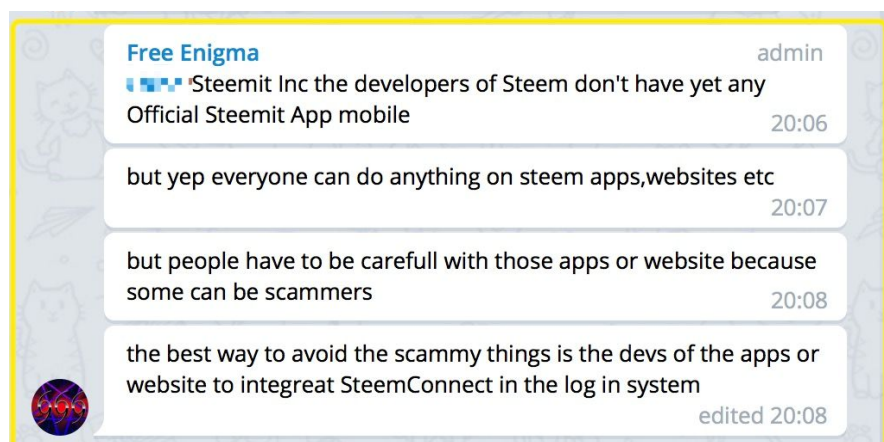 Free Enigma admin
Steemit Inc the developers of Steem don't have yet any
Official Steemit App mobile
20:06
but yep everyone can do anything on steem apps,websites etc
20:07
but people have to be carefull with those apps or website because
some can be scammers
20:08
the best way to avoid the scammy things is the devs of the apps or
website to integreat SteemConnect in the log in system
edited 20:08